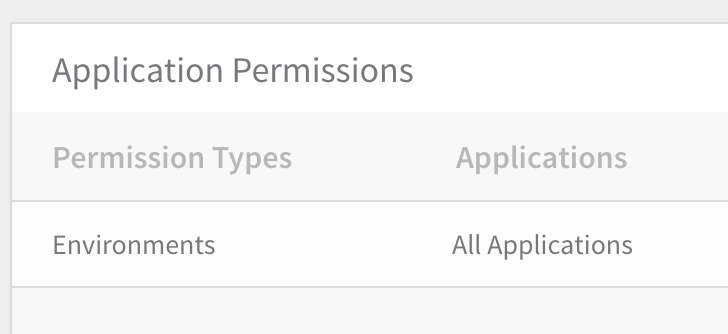 Application Permissions
Permission Types Applications
Environments All Applications